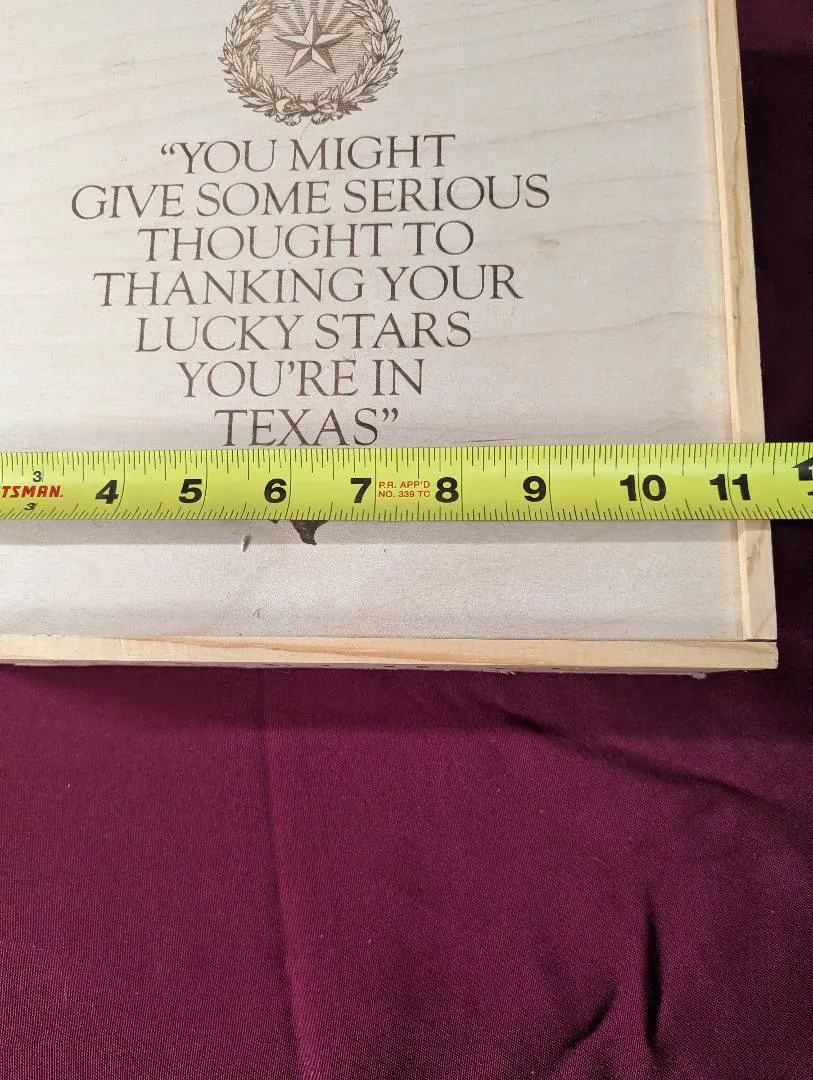 “YOU MIGHT
GIVE SOME SERIOUS
THOUGHT TO
THANKING YOUR
LUCKY STARS
YOU’RE IN
TEXAS”
3
TSMAN. 4 5 6 7 P.R. APP'D 8 9 10 11
NO. 339 TC
3